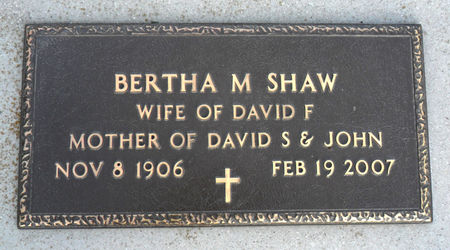 BERTHA M SHAW
WIFE OF DAVID F
MOTHER OF DAVID S & JOHN
NOV 8 1906 FEB 19 2007